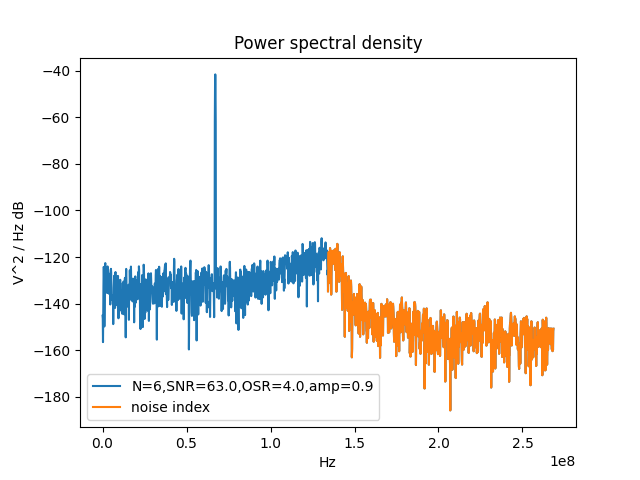 Power spectral density
V^2 / Hz dB
−40
−60
−80
−100
−120
−140
−160
−180
N=6,SNR=63.0,OSR=4.0,amp=0.9
noise index
0.0 0.5 1.0 1.5 2.0 2.5
1e8
Hz